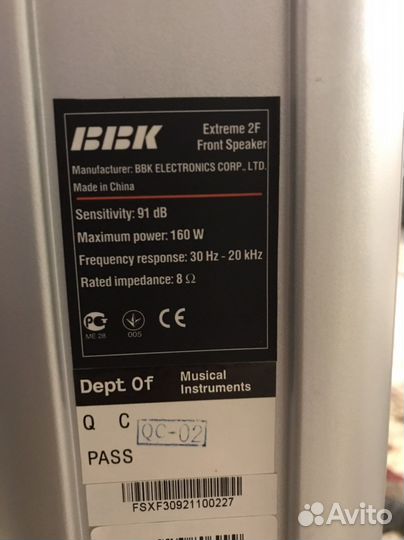 BBK
Extreme 2F
Front Speaker
Manufacturer: BBK ELECTRONICS CORP., LTD.
Made in China
Sensitivity: 91 dB
Maximum power: 160 W
Frequency response: 30 Hz - 20 kHz
Rated impedance: 8 Ω
ME 28
005
CE
Dept Of
Musical
Instruments
Q C
QC-02
PASS
FSXF30921100227
Avito